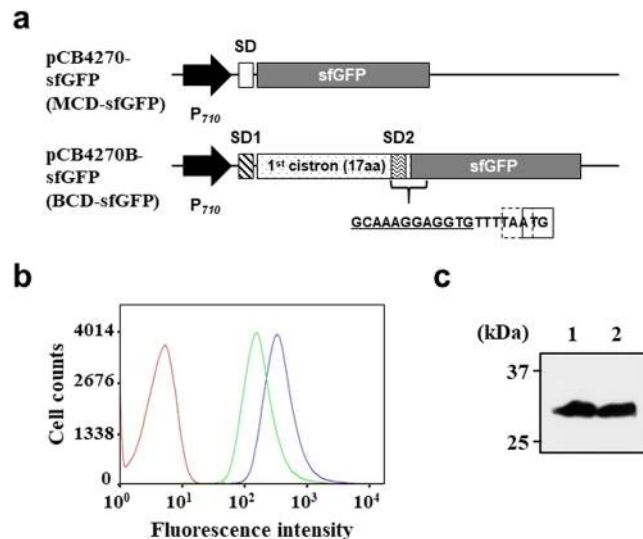 a
pCB4270-
sfGFP
(MCD-sfGFP)
SD
sfGFP
P710
pCB4270B-
sfGFP
(BCD-sfGFP)
SD1
1st cistron (17aa)
SD2
sfGFP
P710
GCAAAGGAGGTGTTTTAATG
b
Cell counts
4014
2676
1338
0
10^0 10^1 10^2 10^3 10^4
Fluorescence intensity
c
(kDa) 1 2
37
25